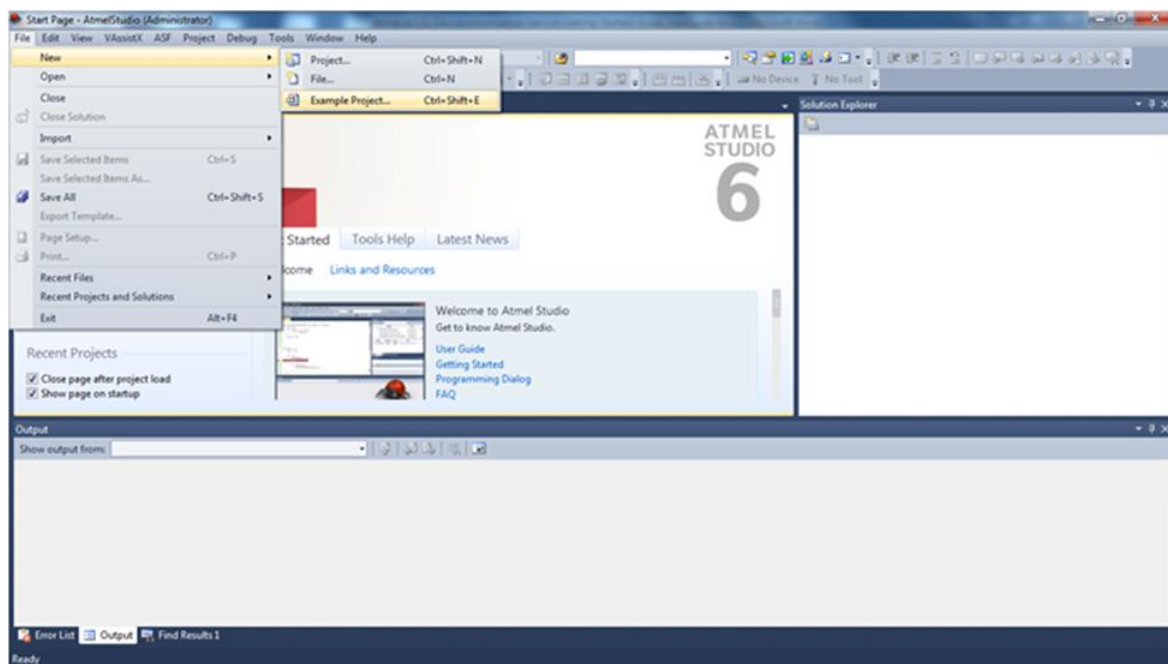 Start Page - AtmelStudio (Administrator)
File Edit View VAssistX ASF Project Debug Tools Window Help
New
Project... Ctrl+Shift+N
File... Ctrl+N
Example Project... Ctrl+Shift+E
Open
Close
Close Solution
Import
Save Selected Items Ctrl+S
Save Selected Items As...
Save All Ctrl+Shift+S
Export Template...
Page Setup...
Print... Ctrl+P
Recent Files
Recent Projects and Solutions
Exit Alt+F4
No Device No Tool
Solution Explorer
ATMEL
STUDIO
6
Started Tools Help Latest News
Links and Resources
Welcome to Atmel Studio
Get to know Atmel Studio.
User Guide
Getting Started
Programming Dialog
FAQ
Recent Projects
Close page after project load
Show page on startup
Output
Show output from:
Error List Output Find Results 1
Ready